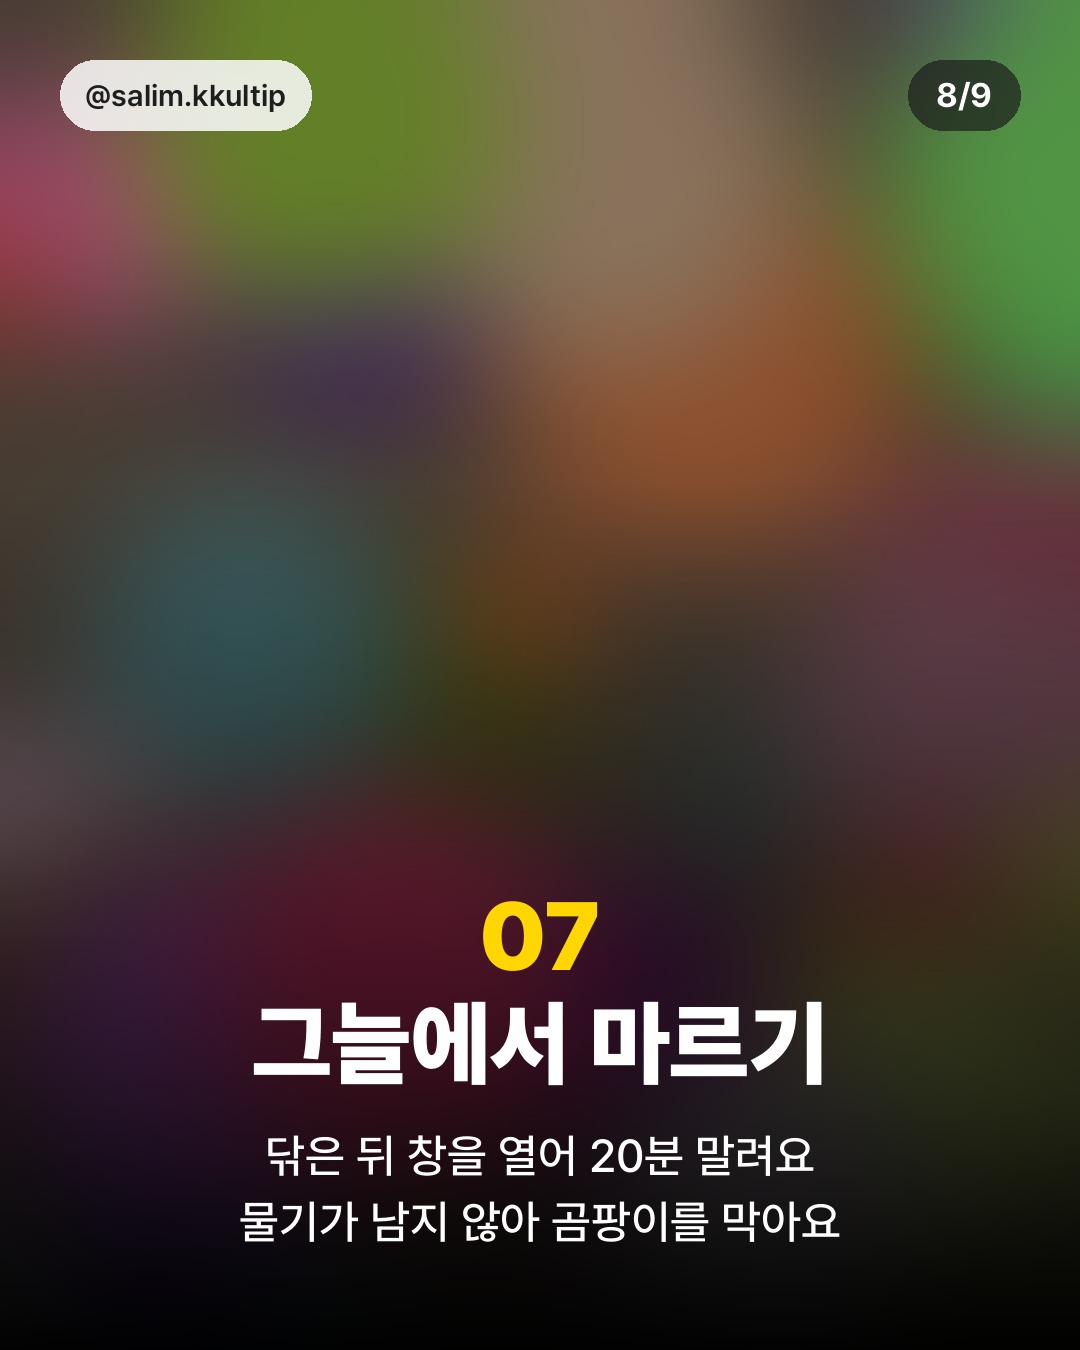 @salim.kkultip
8/9
07
그늘에서 마르기
닦은 뒤 창을 열어 20분 말려요
물기가 남지 않아 곰팡이를 막아요